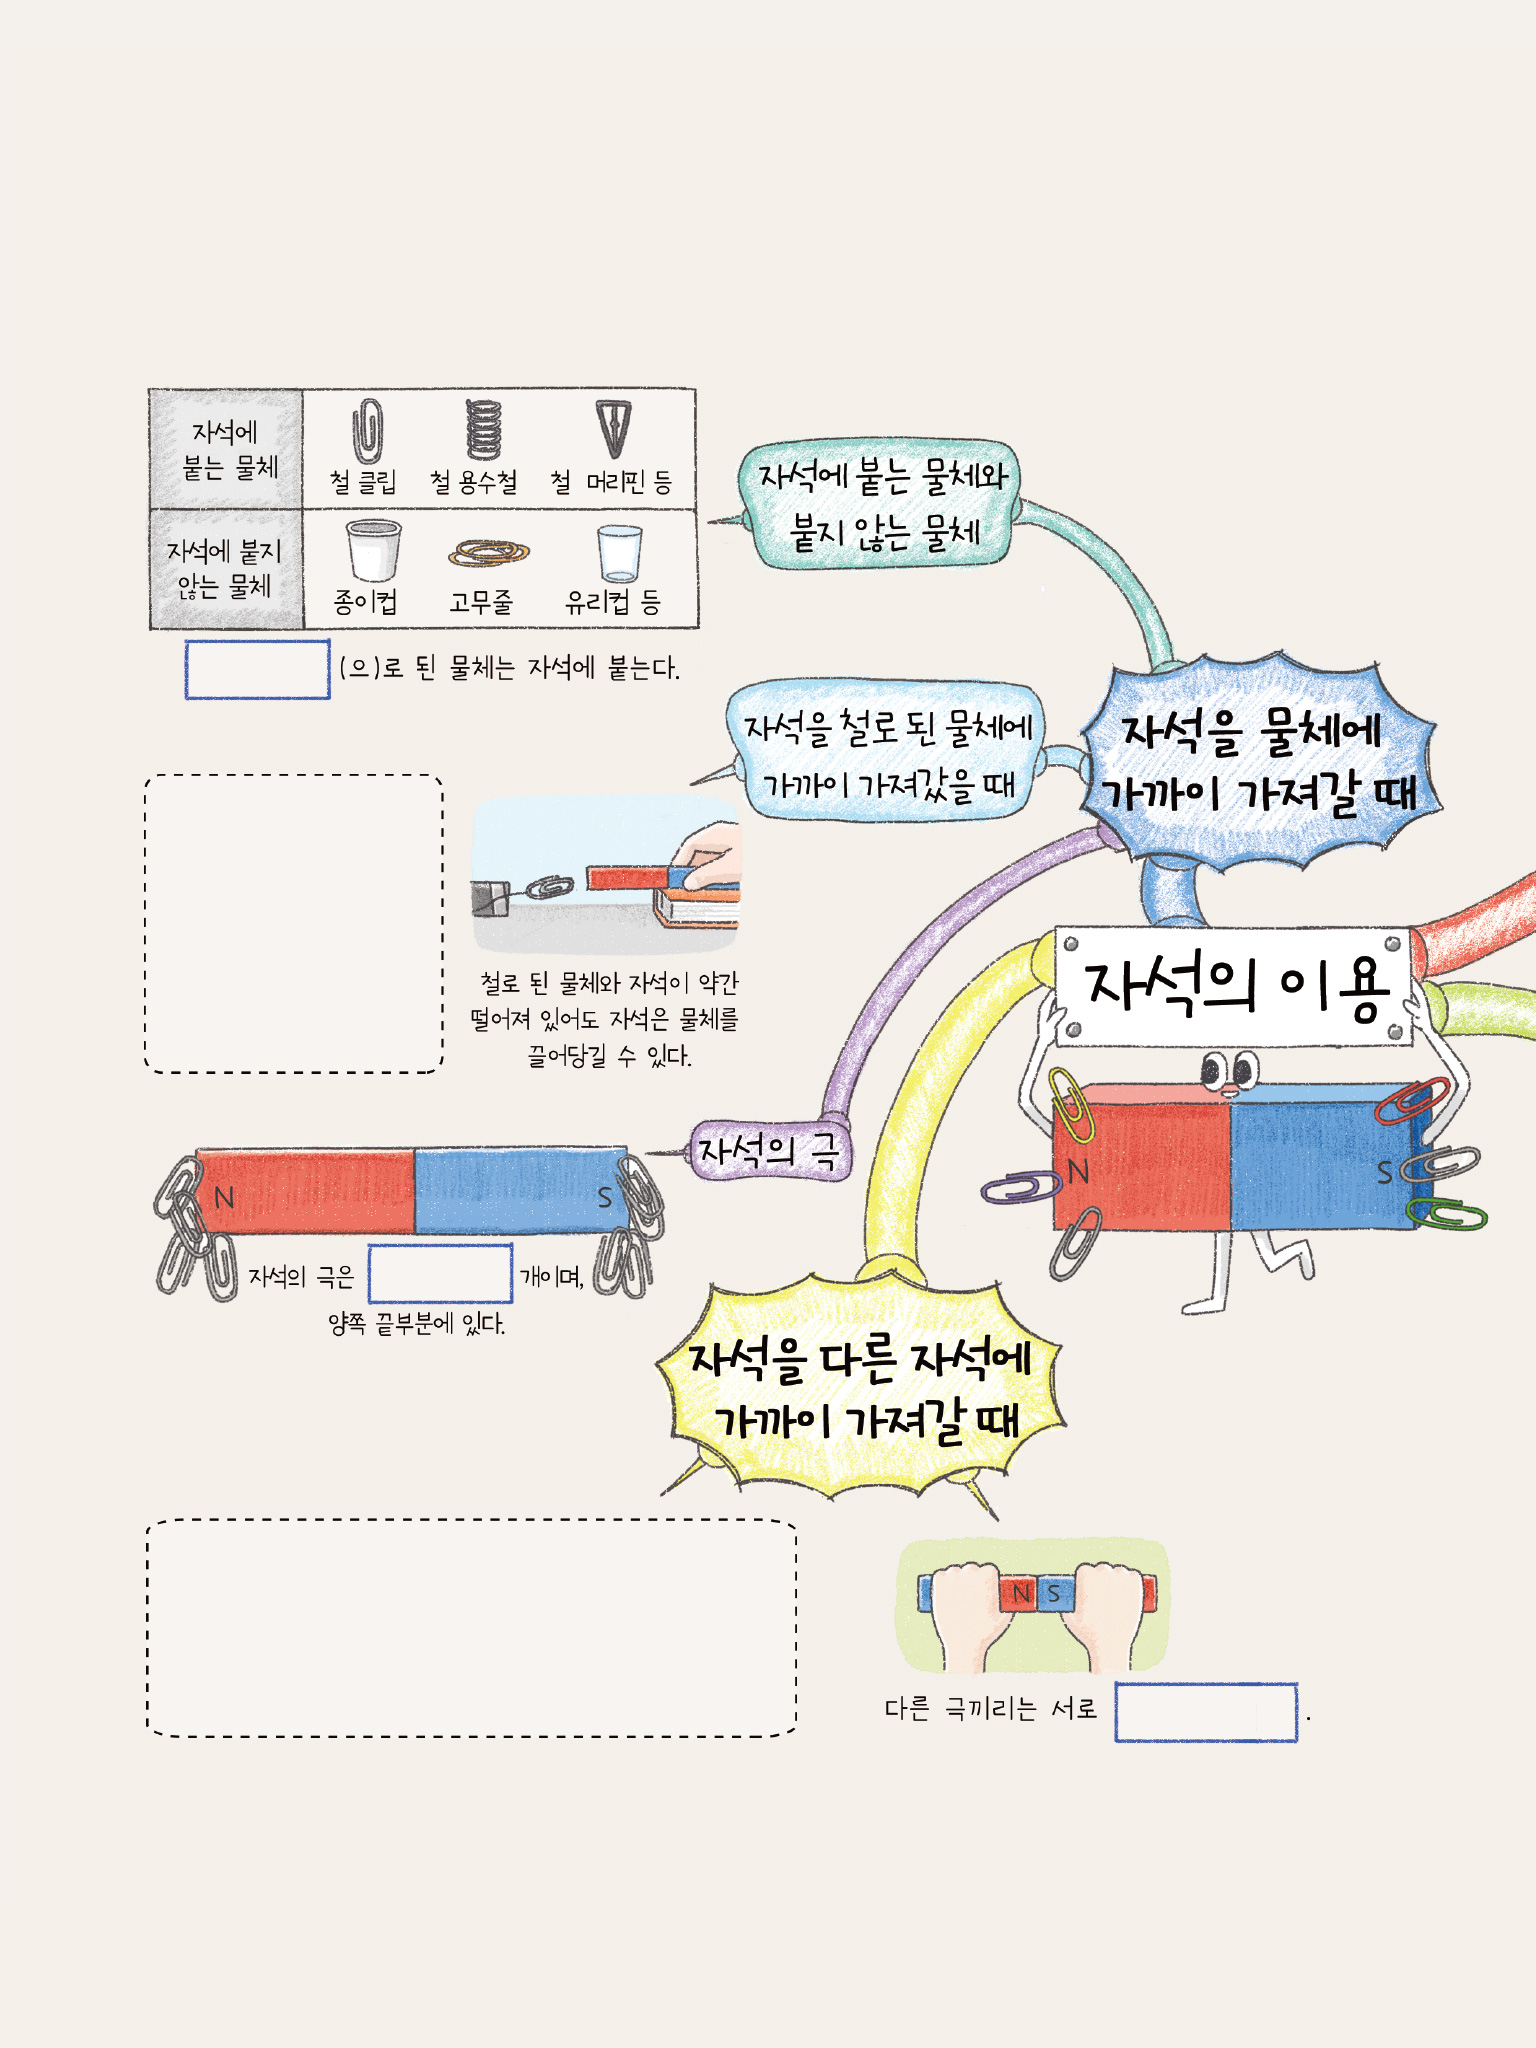 자석에
붙는 물체
철 클립
철 용수철
철 머리핀 등
자석에 붙지
않는 물체
종이컵
고무줄
유리컵 등
(으)로 된 물체는 자석에 붙는다.
자석에 붙는 물체와
붙지 않는 물체
자석을 철로 된 물체에
가까이 가져갔을 때
자석을 물체에
가까이 가져갈 때
철로 된 물체와 자석이 약간
떨어져 있어도 자석은 물체를
끌어당길 수 있다.
자석의 이용
N
S
자석의 극
N
S
자석의 극은
개이며,
양쪽 끝부분에 있다.
자석을 다른 자석에
가까이 가져갈 때
N S
다른 극끼리는 서로
.